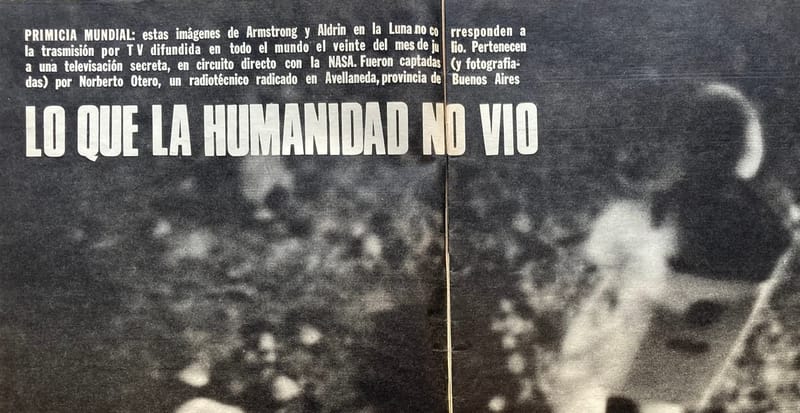 PRIMICIA MUNDIAL: estas imágenes de Armstrong y Aldrin en la Luna no co rresponden a
la trasmisión por TV difundida en todo el mundo el veinte del mes de ju lio. Pertenecen
a una televisación secreta, en circuito directo con la NASA. Fueron captadas (y fotografia-
das) por Norberto Otero, un radiotécnico radicado en Avellaneda, provincia de Buenos Aires
LO QUE LA HUMANIDAD NO VIO